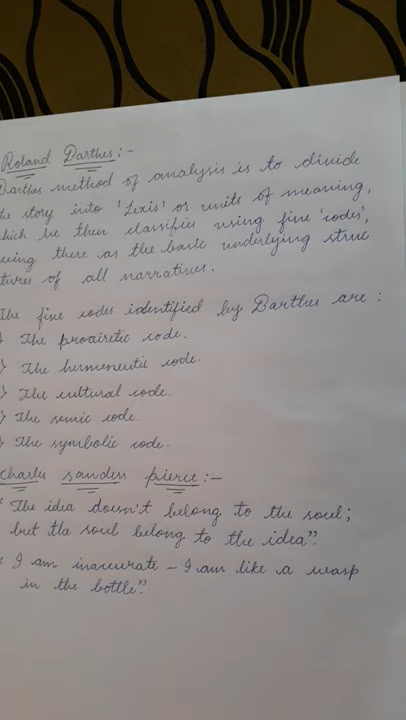 Roland Barthes:-
Barthes method of analysis is to divide
the story into 'Lexis' or units of meaning,
which he then classifies using five 'codes',
seeing these as the basic underlying struc
tures of all narratives.
The five codes identified by Barthes are :
> The proairetic code.
> The hermeneutic code.
> The cultural code.
> The semic code.
> The symbolic code.
Charles sanders pierce:-
" The idea doesn't belong to the soul;
but the soul belong to the idea".
" I am inaccurate - I am like a wasp
in the bottle".